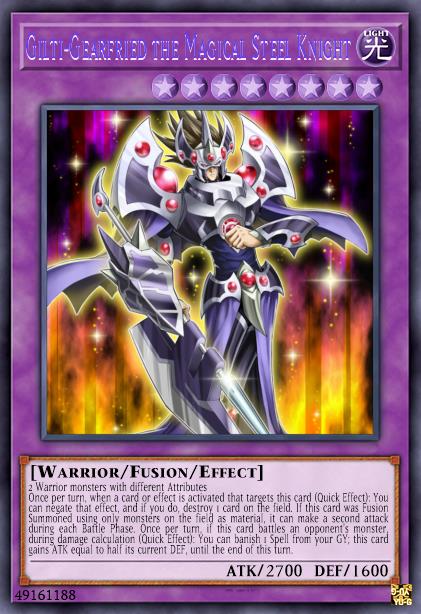 Gilti-Gearfried the Magical Steel Knight
LIGHT
光
[Warrior/Fusion/Effect]
2 Warrior monsters with different Attributes
Once per turn, when a card or effect is activated that targets this card (Quick Effect): You
can negate that effect, and if you do, destroy 1 card on the field. If this card was Fusion
Summoned using only monsters on the field as material, it can make a second attack
during each Battle Phase. Once per turn, if this card battles an opponent's monster,
during damage calculation (Quick Effect): You can banish 1 Spell from your GY; this card
gains ATK equal to half its current DEF, until the end of this turn.
ATK/2700 DEF/1600
49161188